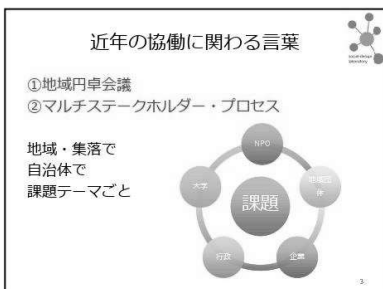 近年の協働に関わる言葉
①地域円卓会議
②マルチステークホルダー・プロセス
地域・集落で
自治体で
課題テーマごと
NPO
大学
課題
行政
企業
3